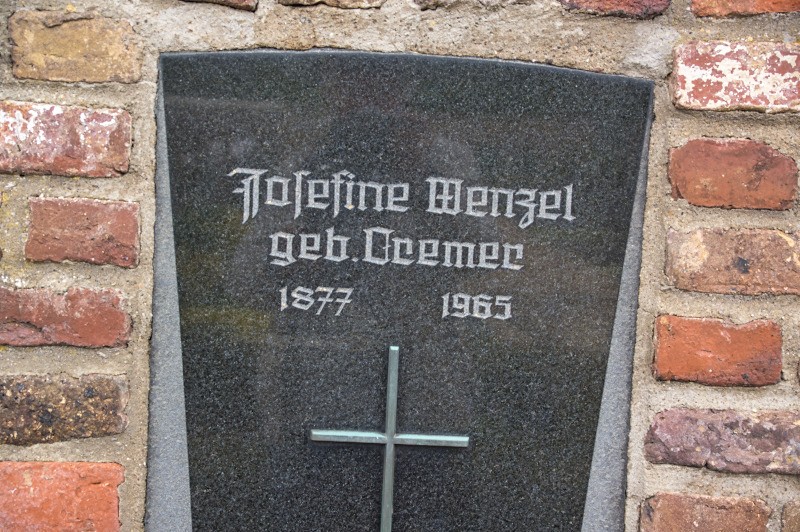 Joſefine Wenzel
geb. Cremer
1877 1965